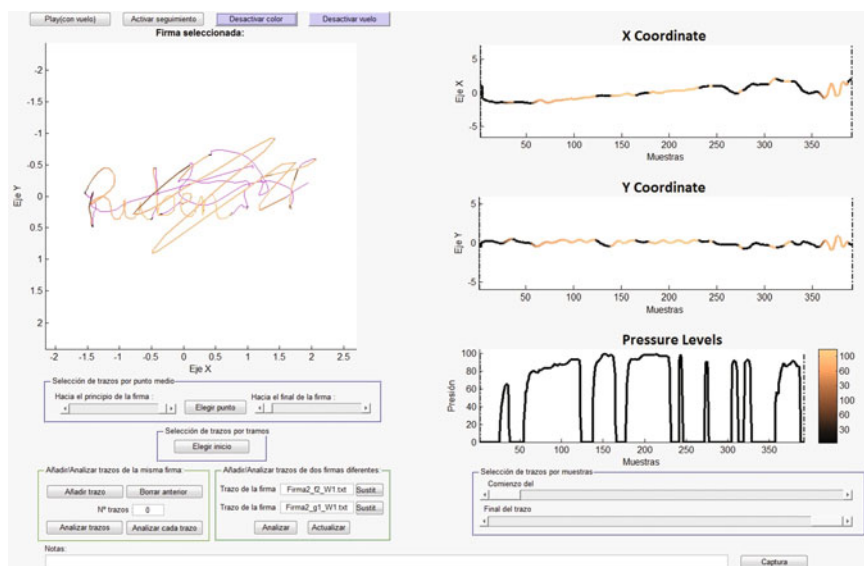 Play(con vuelo) Activar seguimiento Desactivar color Desactivar vuelo
Firma seleccionada:
Eje Y
-2
-1.5
-1
-0.5
0
0.5
1
1.5
2
-2 -1.5 -1 -0.5 0 0.5 1 1.5 2 2.5
Eje X
Ruben
X Coordinate
Eje X
5
0
-5
50 100 150 200 250 300 350
Muestras
Y Coordinate
Eje Y
5
0
-5
50 100 150 200 250 300 350
Muestras
Pressure Levels
Presión
100
80
60
40
20
0
50 100 150 200 250 300 350
Muestras
100
30
60
30
Selección de trazos por punto medio
Hacia el principio de la firma : Hacia el final de la firma :
Elegir punto
Selección de trazos por tramos
Elegir inicio
Añadir/Analizar trazos de la misma firma:
Añadir trazo Borrar anterior
Nº trazos 0
Analizar trazos Analizar cada trazo
Añadir/Analizar trazos de dos firmas diferentes:
Trazo de la firma Firma2_f2_W1.txt Sustit...
Trazo de la firma Firma2_g1_W1.txt Sustit...
Analizar Actualizar
Selección de trazos por muestras
Comienzo del
Final del trazo
Notas:
Captura